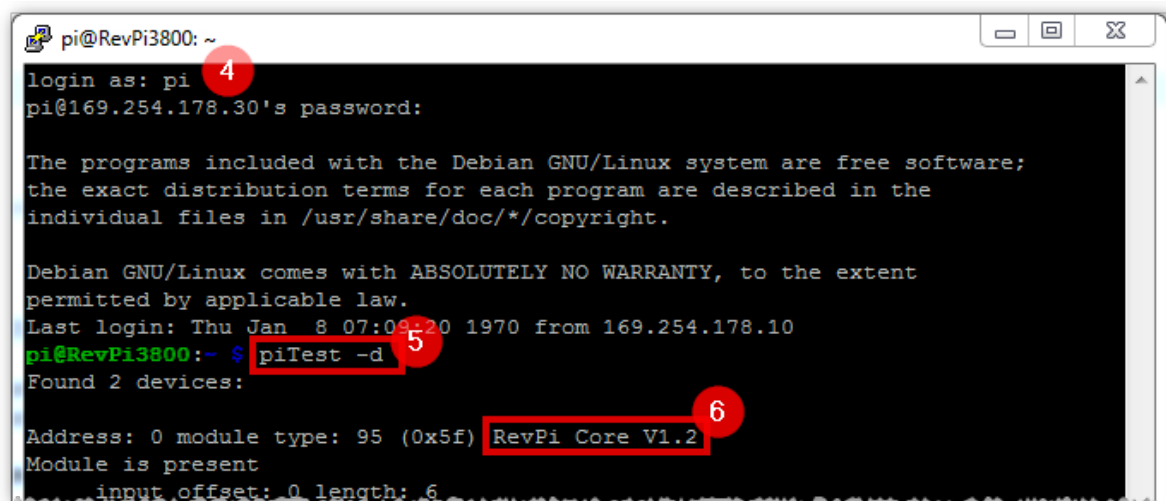 pi@RevPi3800: ~
login as: pi 4
pi@169.254.178.30's password:
The programs included with the Debian GNU/Linux system are free software;
the exact distribution terms for each program are described in the
individual files in /usr/share/doc/*/copyright.
Debian GNU/Linux comes with ABSOLUTELY NO WARRANTY, to the extent
permitted by applicable law.
Last login: Thu Jan  8 07:09:20 1970 from 169.254.178.10
pi@RevPi3800:~ $ piTest -d 5
Found 2 devices:
6
Address: 0 module type: 95 (0x5f) RevPi Core V1.2
Module is present
input offset: 0 length: 6